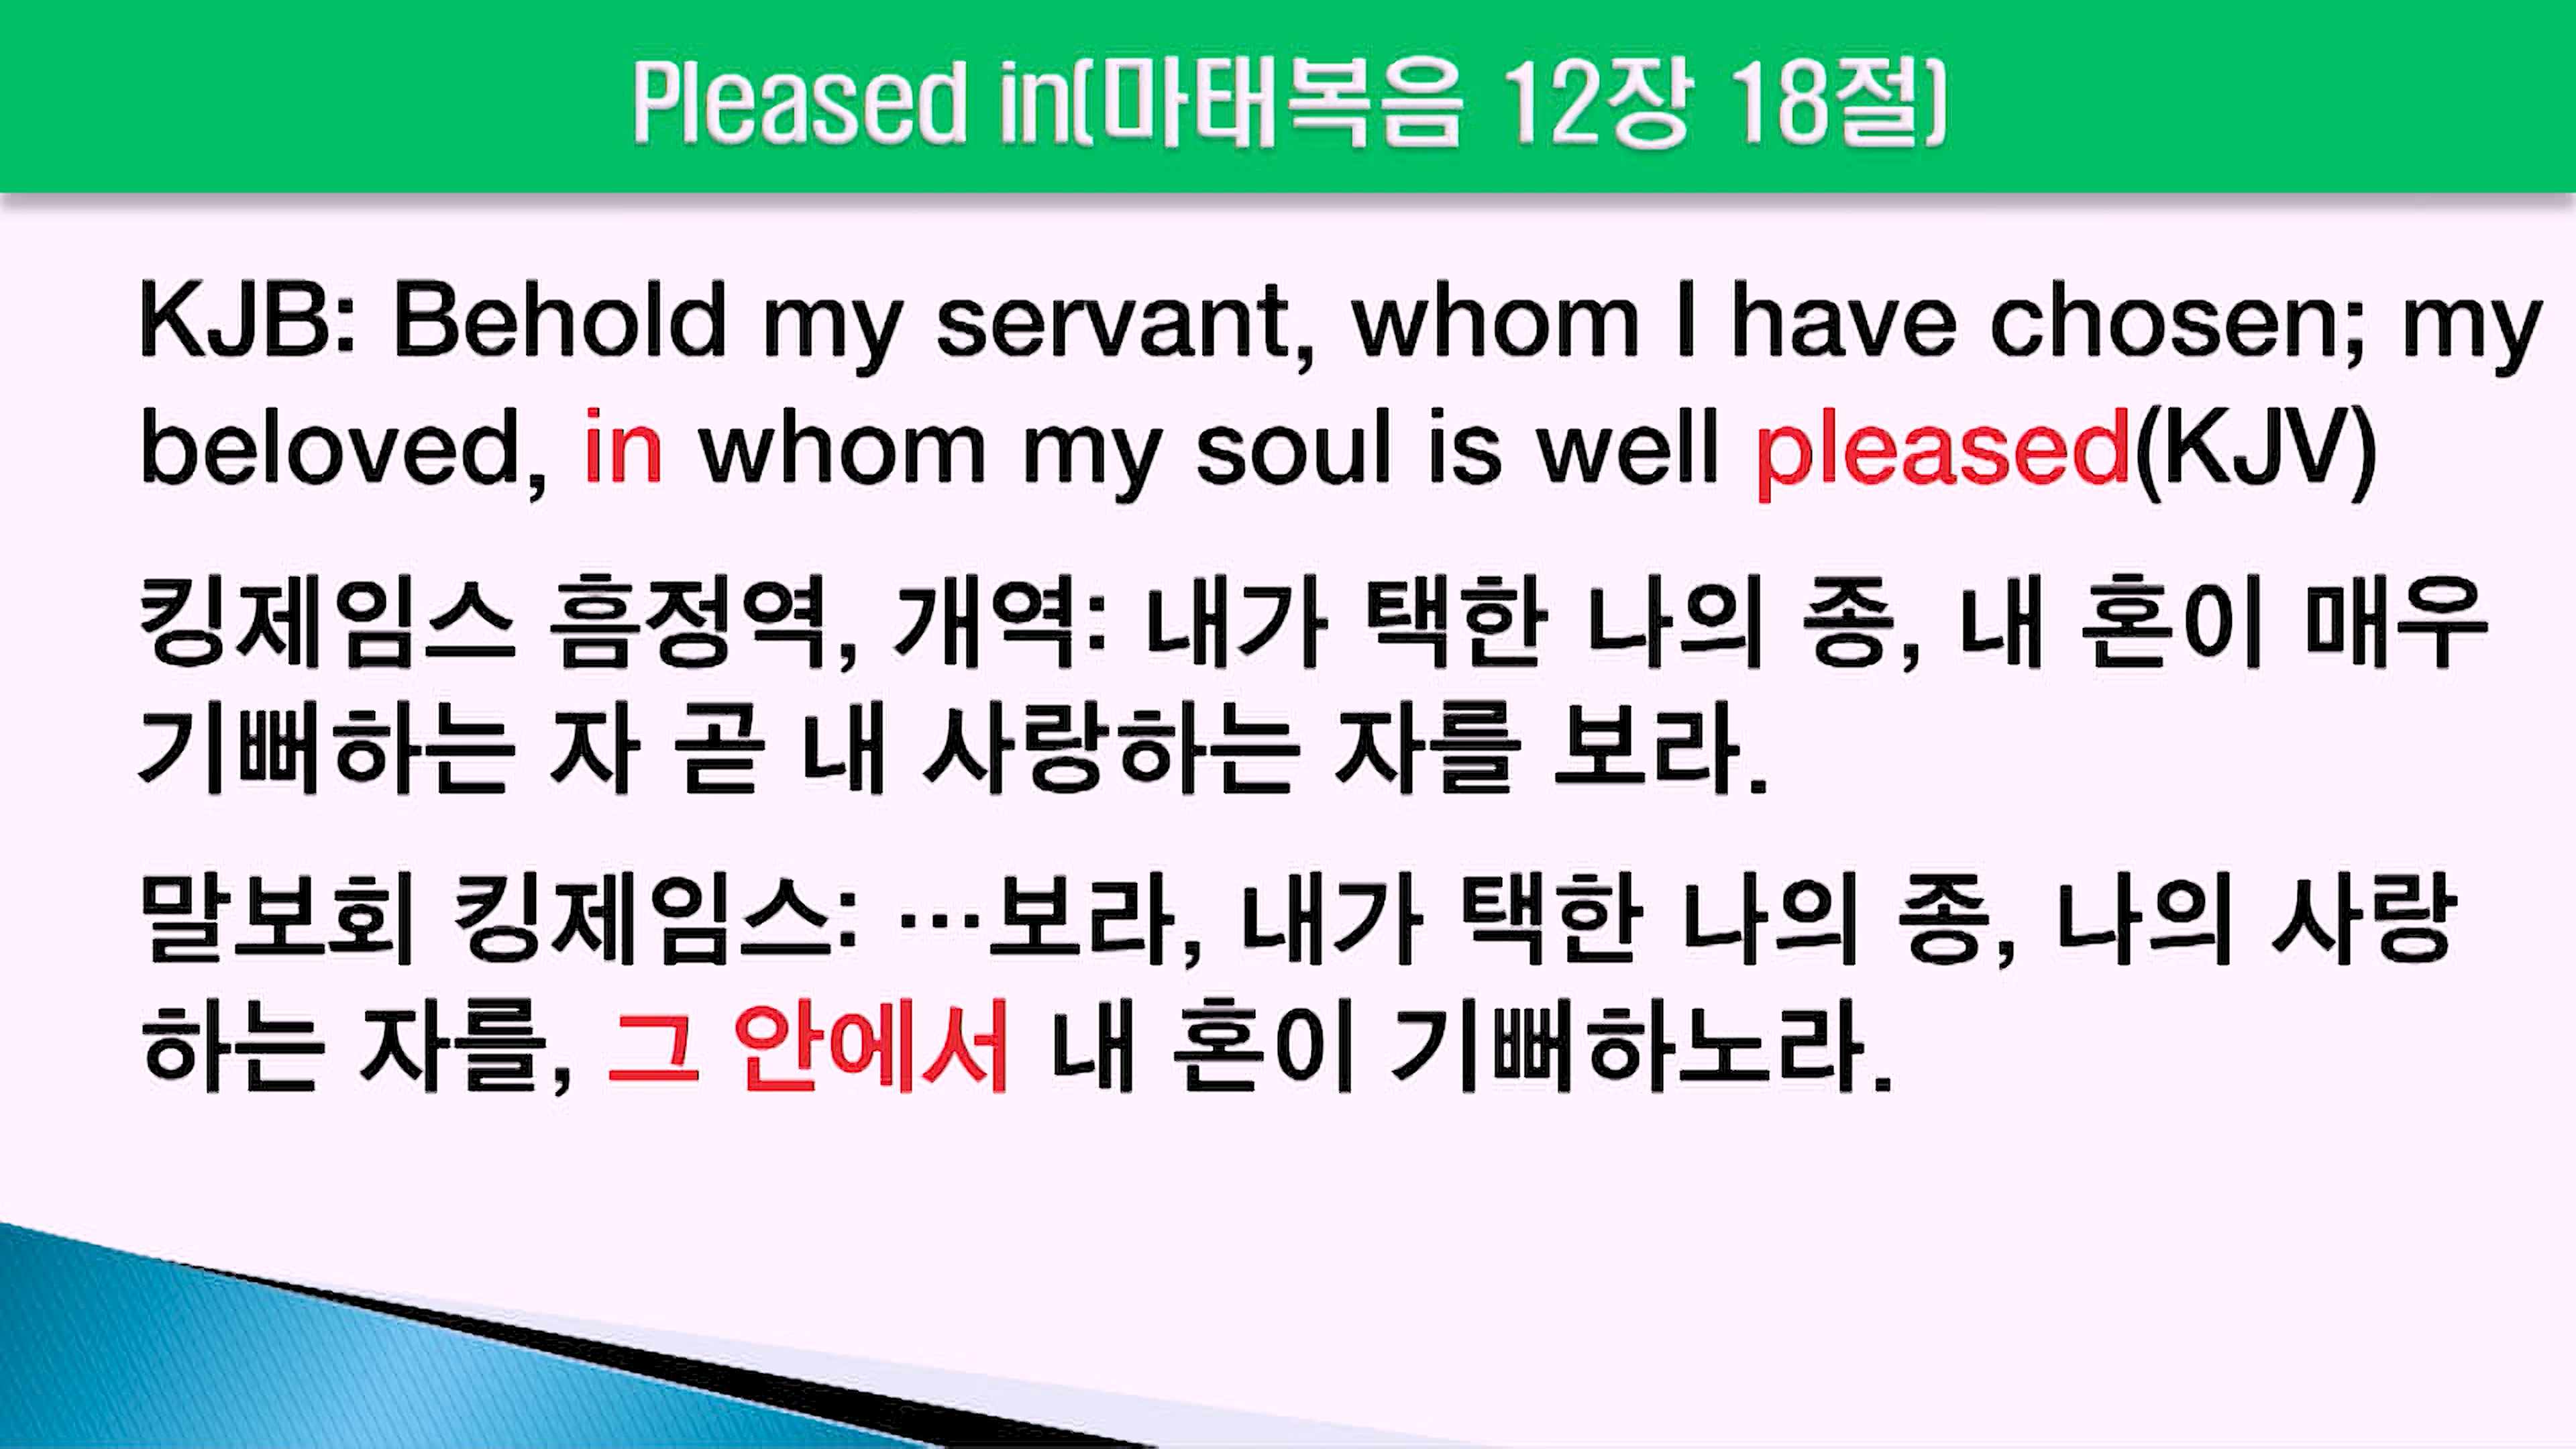 Pleased in(마태복음 12장 18절)
KJB: Behold my servant, whom I have chosen; my
beloved, in whom my soul is well pleased(KJV)
킹제임스 흠정역, 개역: 내가 택한 나의 종, 내 혼이 매우
기뻐하는 자 곧 내 사랑하는 자를 보라.
말보회 킹제임스: …보라, 내가 택한 나의 종, 나의 사랑
하는 자를, 그 안에서 내 혼이 기뻐하노라.